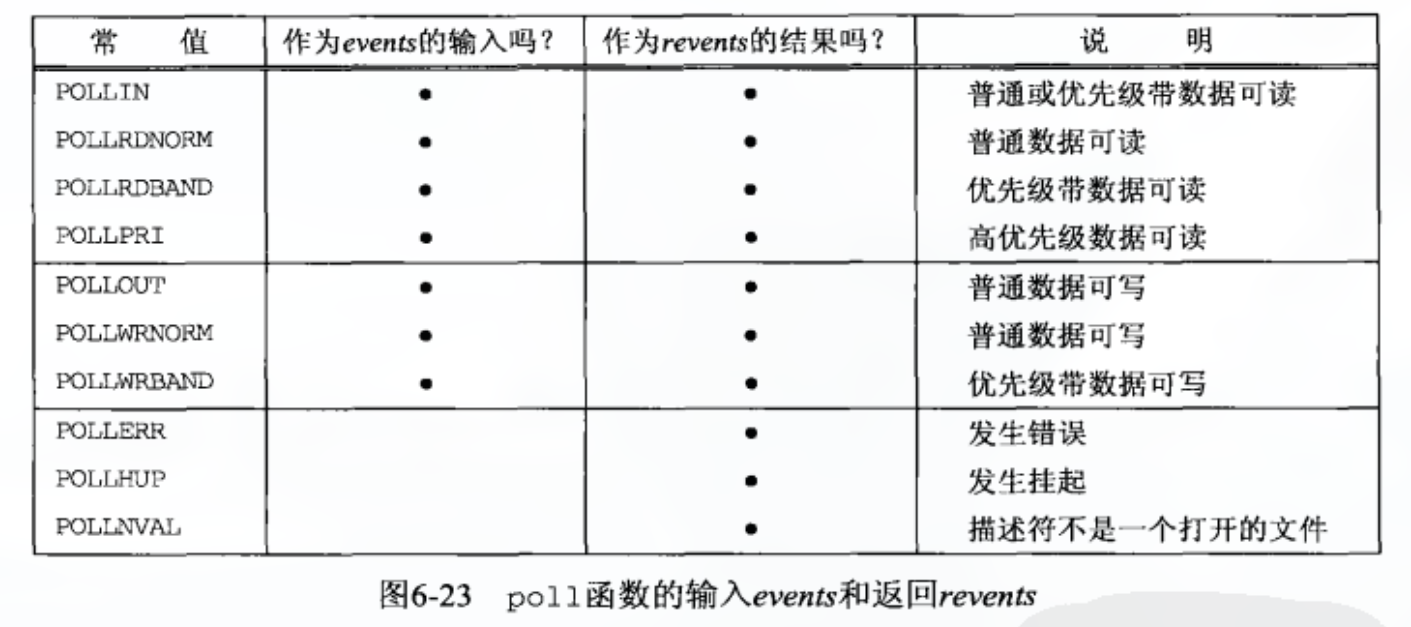 常 值 作为events的输入吗? 作为revents的结果吗? 说 明
POLLIN • • 普通或优先级带数据可读
POLLRDNORM • • 普通数据可读
POLLRDBAND • • 优先级带数据可读
POLLPRI • • 高优先级数据可读
POLLOUT • • 普通数据可写
POLLWRNORM • • 普通数据可写
POLLWRBAND • • 优先级带数据可写
POLLERR • 发生错误
POLLHUP • 发生挂起
POLLNVAL • 描述符不是一个打开的文件
图6-23 poll函数的输入events和返回revents